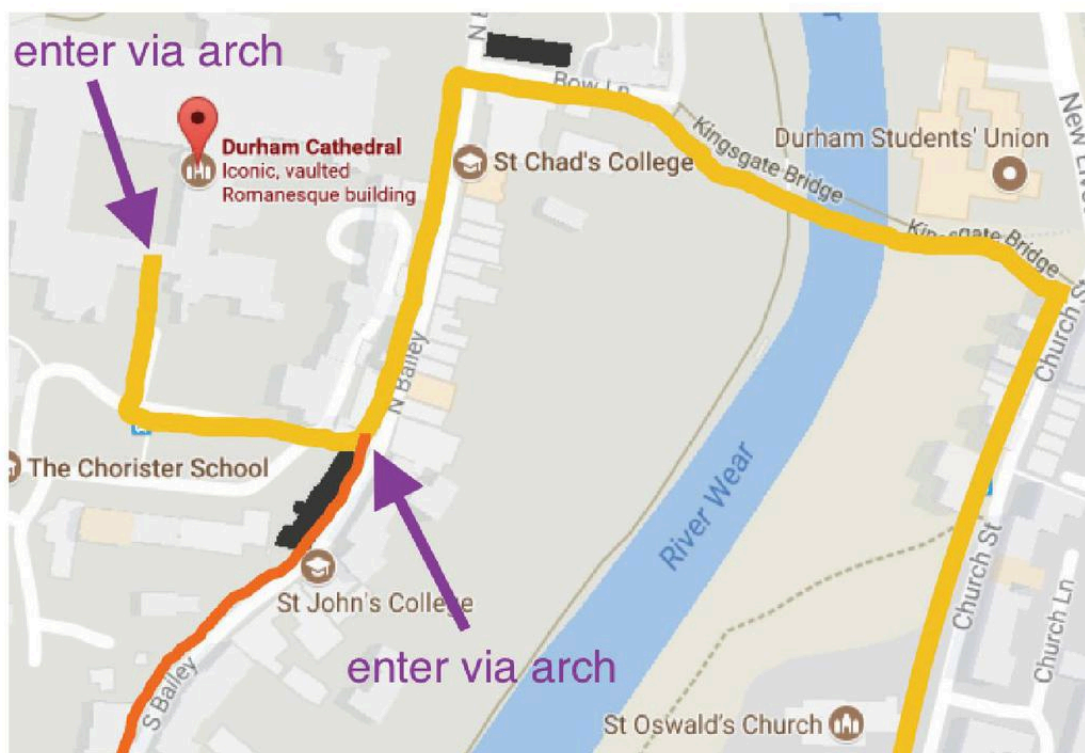 enter via arch
Durham Cathedral
Iconic, vaulted
Romanesque building
Row Ln
St Chad's College
Kingsgate Bridge
Durham Students' Union
Kingsgate Bridge
Church St
N Bailey
The Chorister School
River Wear
St John's College
Church St
Church Ln
enter via arch
S Bailey
St Oswald's Church